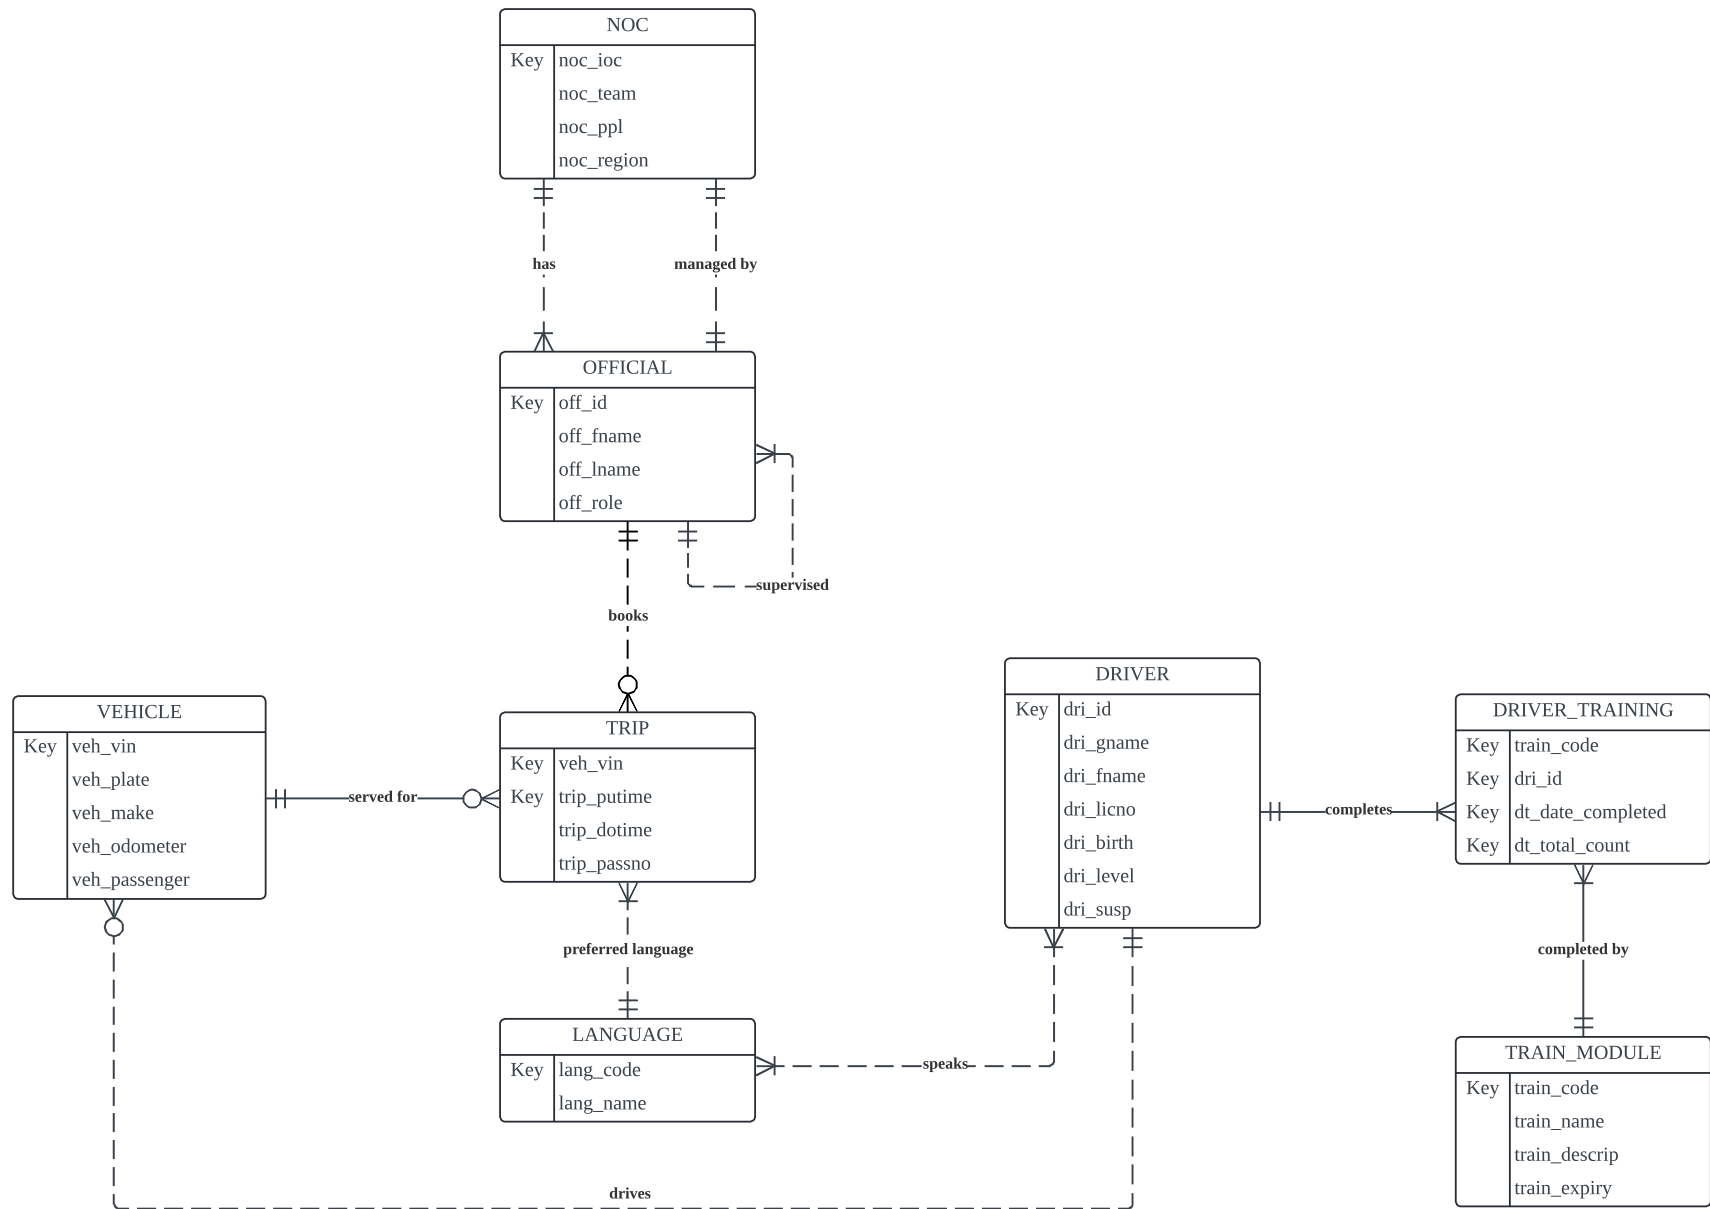 NOC
Key noc_ioc
noc_team
noc_ppl
noc_region
has
managed by
OFFICIAL
Key off_id
off_fname
off_lname
off_role
supervised
books
VEHICLE
Key veh_vin
veh_plate
veh_make
veh_odometer
veh_passenger
served for
TRIP
Key veh_vin
Key trip_putime
trip_dotime
trip_passno
DRIVER
Key dri_id
dri_gname
dri_fname
dri_licno
dri_birth
dri_level
dri_susp
completes
DRIVER_TRAINING
Key train_code
Key dri_id
Key dt_date_completed
Key dt_total_count
preferred language
completed by
LANGUAGE
Key lang_code
lang_name
speaks
TRAIN_MODULE
Key train_code
train_name
train_descrip
train_expiry
drives